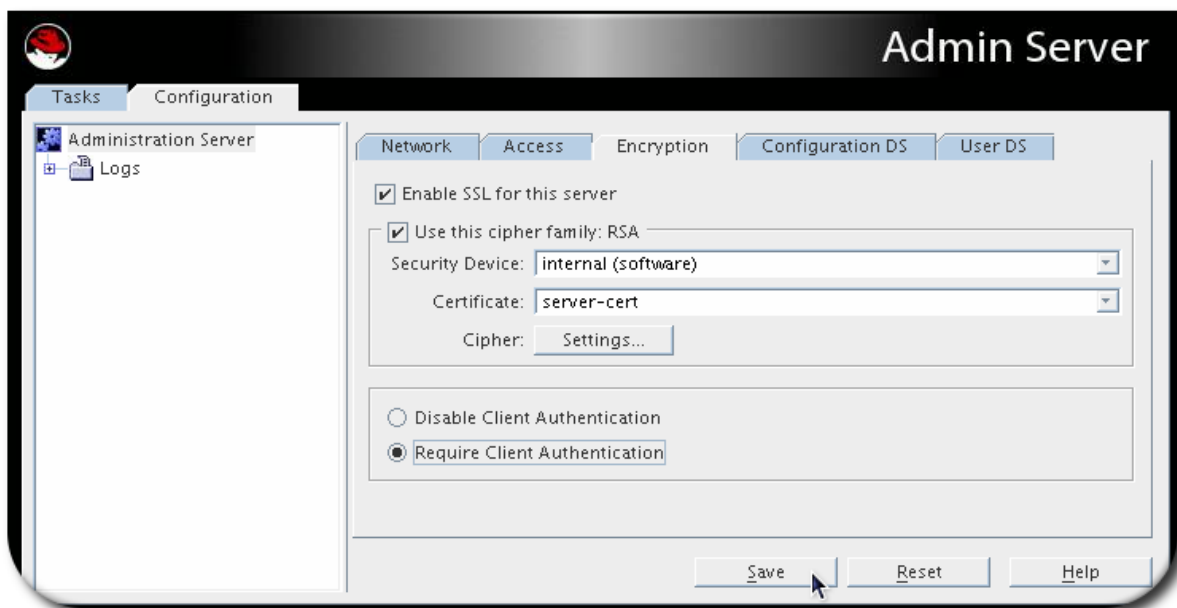 Admin Server
Tasks Configuration
Administration Server
Logs
Network Access Encryption Configuration DS User DS
Enable SSL for this server
Use this cipher family: RSA
Security Device: internal (software)
Certificate: server-cert
Cipher: Settings...
Disable Client Authentication
Require Client Authentication
Save Reset Help